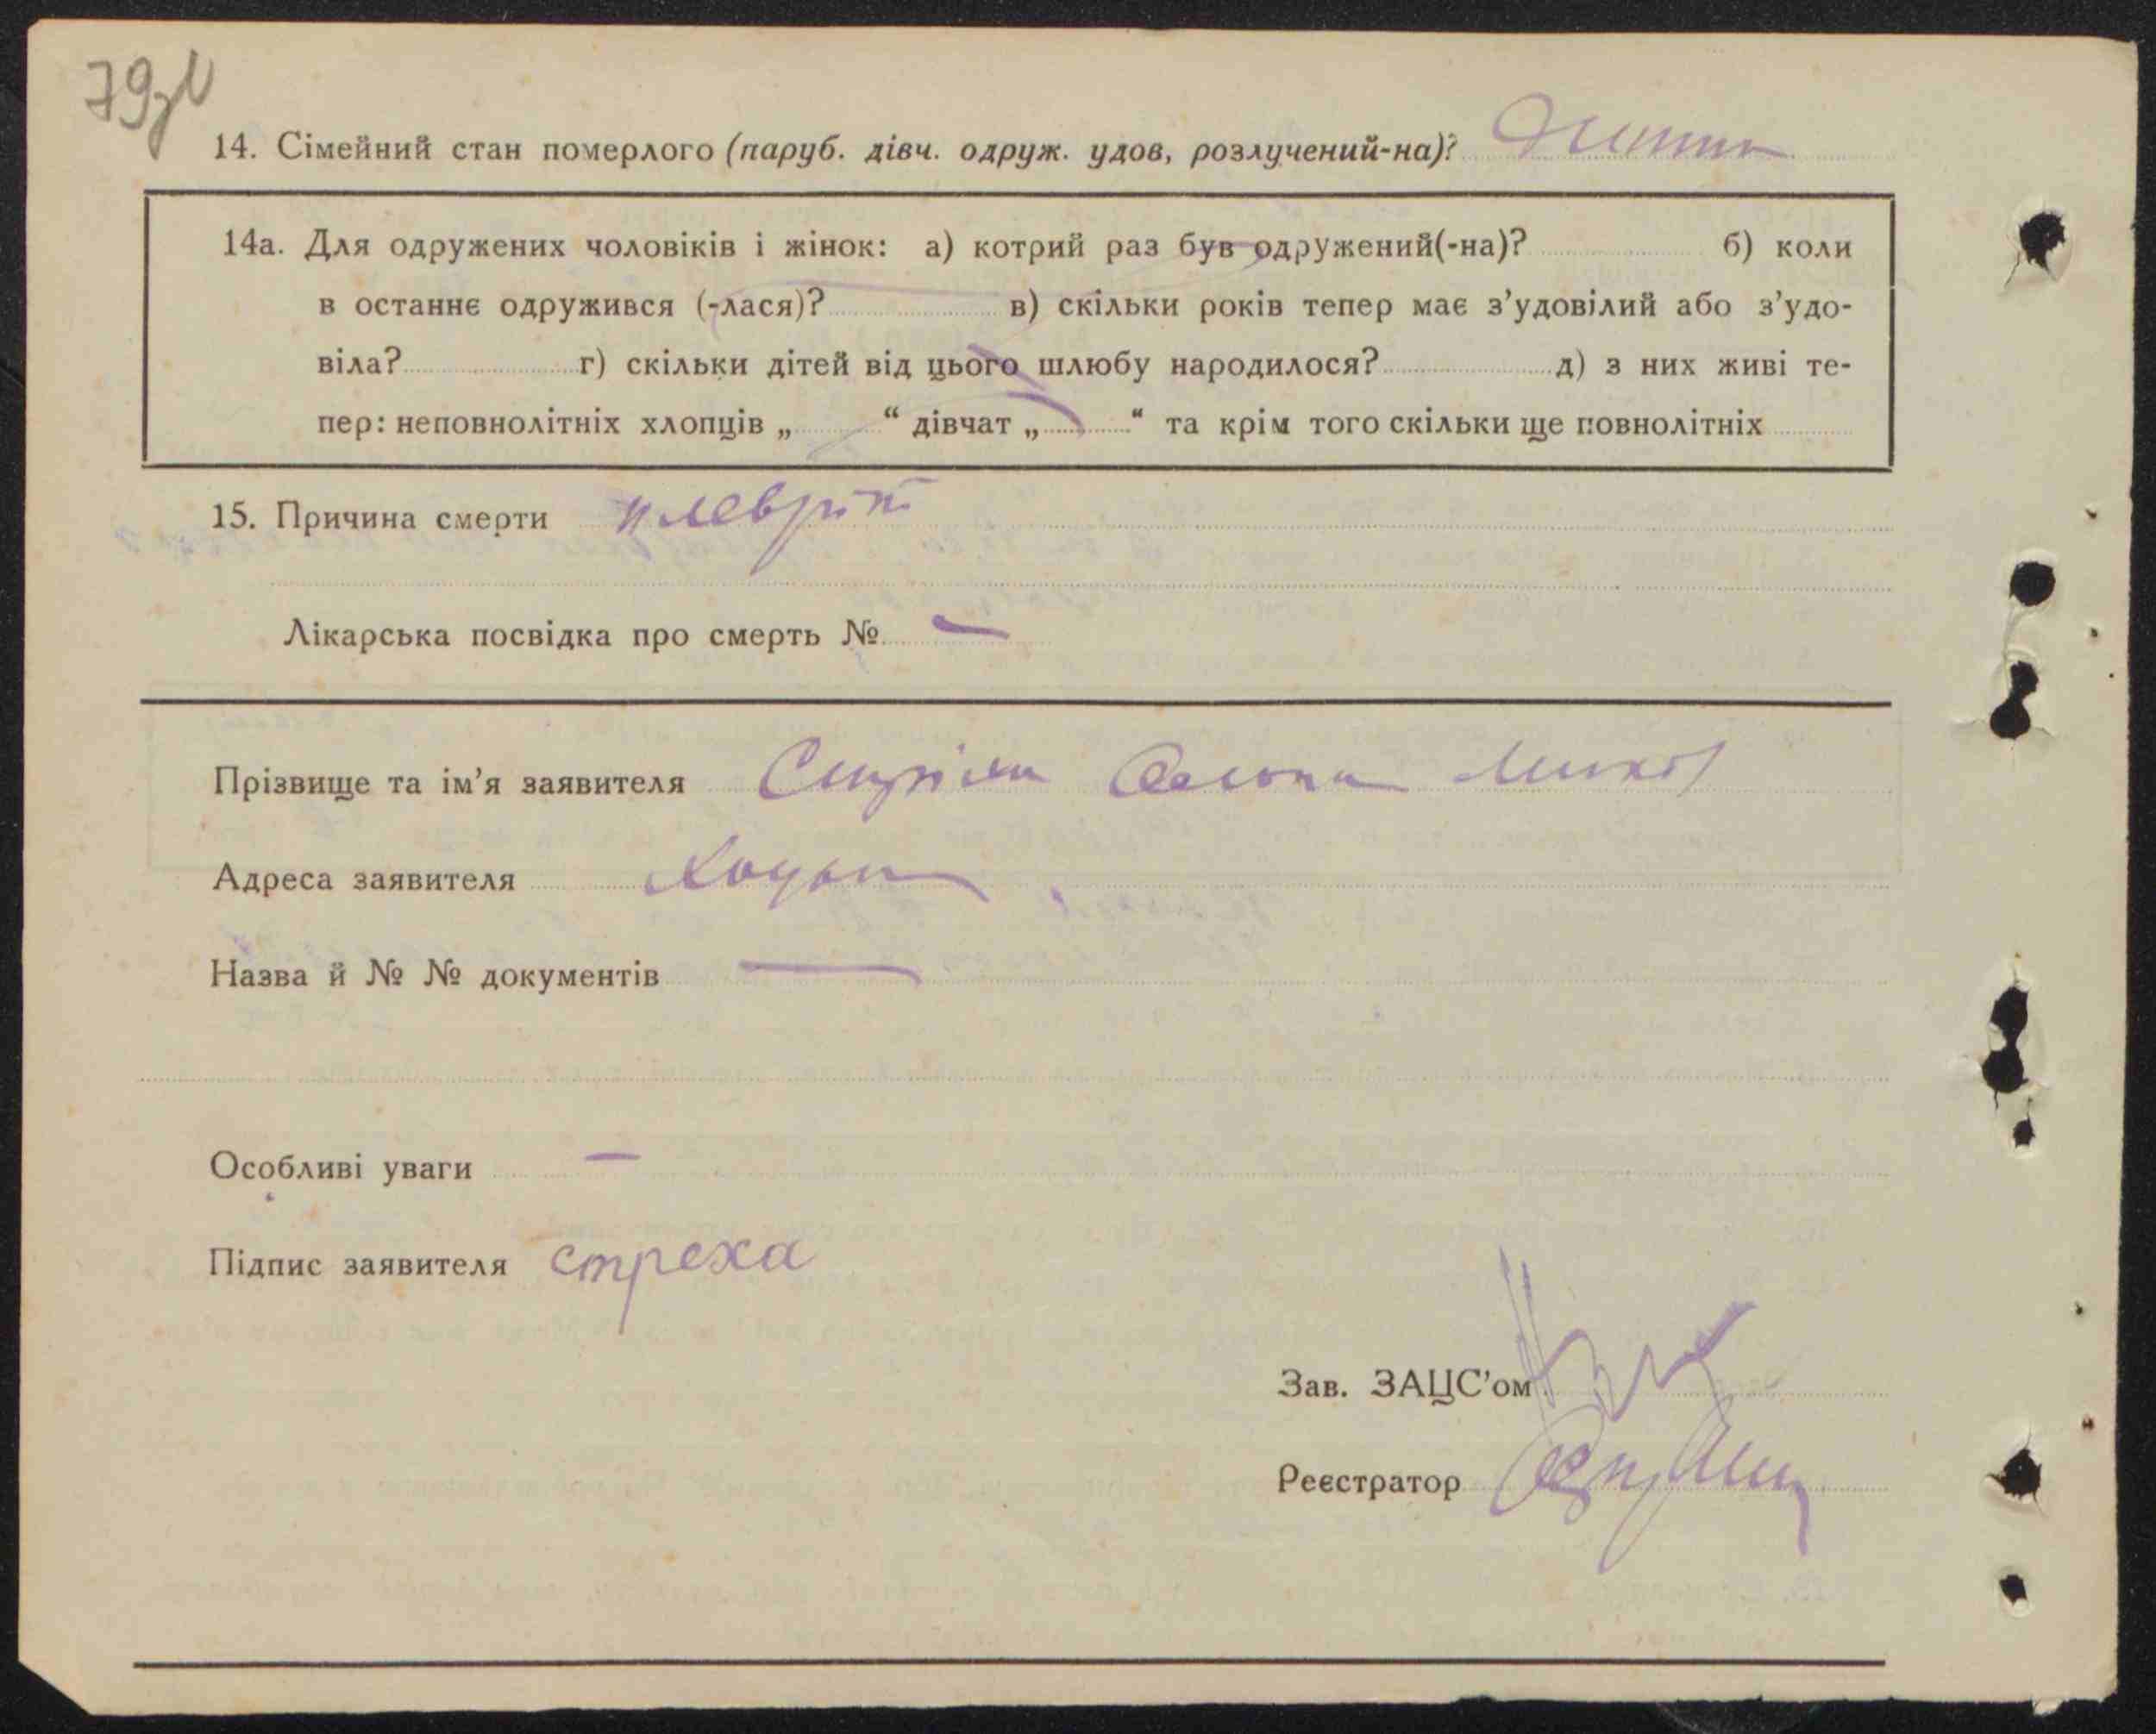 79зв
14. Сімейний стан померлого (паруб. дівч. одруж. удов, розлучений-на)? Дитина
14а. Для одружених чоловіків і жінок: а) котрий раз був одружений(-на)? б) коли
в останнє одружився (-лася)? в) скільки років тепер має з’удовілий або з’удо-
віла? г) скільки дітей від цього шлюбу народилося? д) з них живі те-
пер: неповнолітніх хлопців „ “ дівчат „ “ та крім того скільки ще повнолітніх
15. Причина смерти плевріт
Лікарська посвідка про смерть № —
Прізвище та ім’я заявителя
Адреса заявителя
Назва й № № документів —
Особливі уваги —
Підпис заявителя стреха
Зав. ЗАЦС’ом
Реєстратор